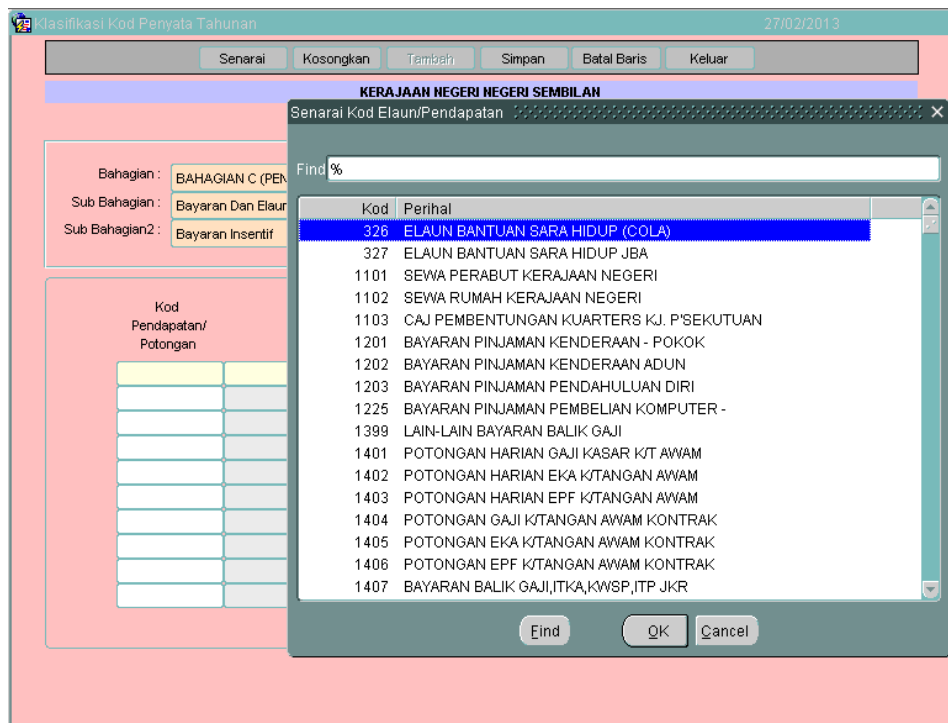 Klasifikasi Kod Penyata Tahunan 27/02/2013
Senarai Kosongkan Tambah Simpan Batal Baris Keluar
KERAJAAN NEGERI NEGERI SEMBILAN
Senarai Kod Elaun/Pendapatan
Find %
Bahagian : BAHAGIAN C (PEN
Sub Bahagian : Bayaran Dan Elaun
Sub Bahagian2 : Bayaran Insentif
Kod
Pendapatan/
Potongan
Kod Perihal
326 ELAUN BANTUAN SARA HIDUP (COLA)
327 ELAUN BANTUAN SARA HIDUP JBA
1101 SEWA PERABUT KERAJAAN NEGERI
1102 SEWA RUMAH KERAJAAN NEGERI
1103 CAJ PEMBENTUNGAN KUARTERS KJ. P'SEKUTUAN
1201 BAYARAN PINJAMAN KENDERAAN - POKOK
1202 BAYARAN PINJAMAN KENDERAAN ADUN
1203 BAYARAN PINJAMAN PENDAHULUAN DIRI
1225 BAYARAN PINJAMAN PEMBELIAN KOMPUTER -
1399 LAIN-LAIN BAYARAN BALIK GAJI
1401 POTONGAN HARIAN GAJI KASAR K/T AWAM
1402 POTONGAN HARIAN EKA K/TANGAN AWAM
1403 POTONGAN HARIAN EPF K/TANGAN AWAM
1404 POTONGAN GAJI K/TANGAN AWAM KONTRAK
1405 POTONGAN EKA K/TANGAN AWAM KONTRAK
1406 POTONGAN EPF K/TANGAN AWAM KONTRAK
1407 BAYARAN BALIK GAJI,ITKA,KWSP,ITP JKR
Find OK Cancel